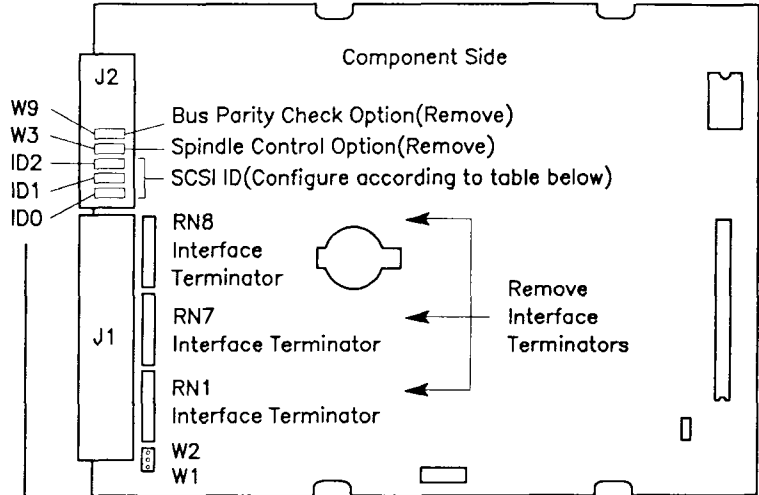 Component Side
J2
W9
Bus Parity Check Option(Remove)
W3
Spindle Control Option(Remove)
ID2
ID1
SCSI ID(Configure according to table below)
ID0
RN8
Interface
Terminator
RN7
Interface Terminator
J1
RN1
Interface Terminator
Remove
Interface
Terminators
W2
W1